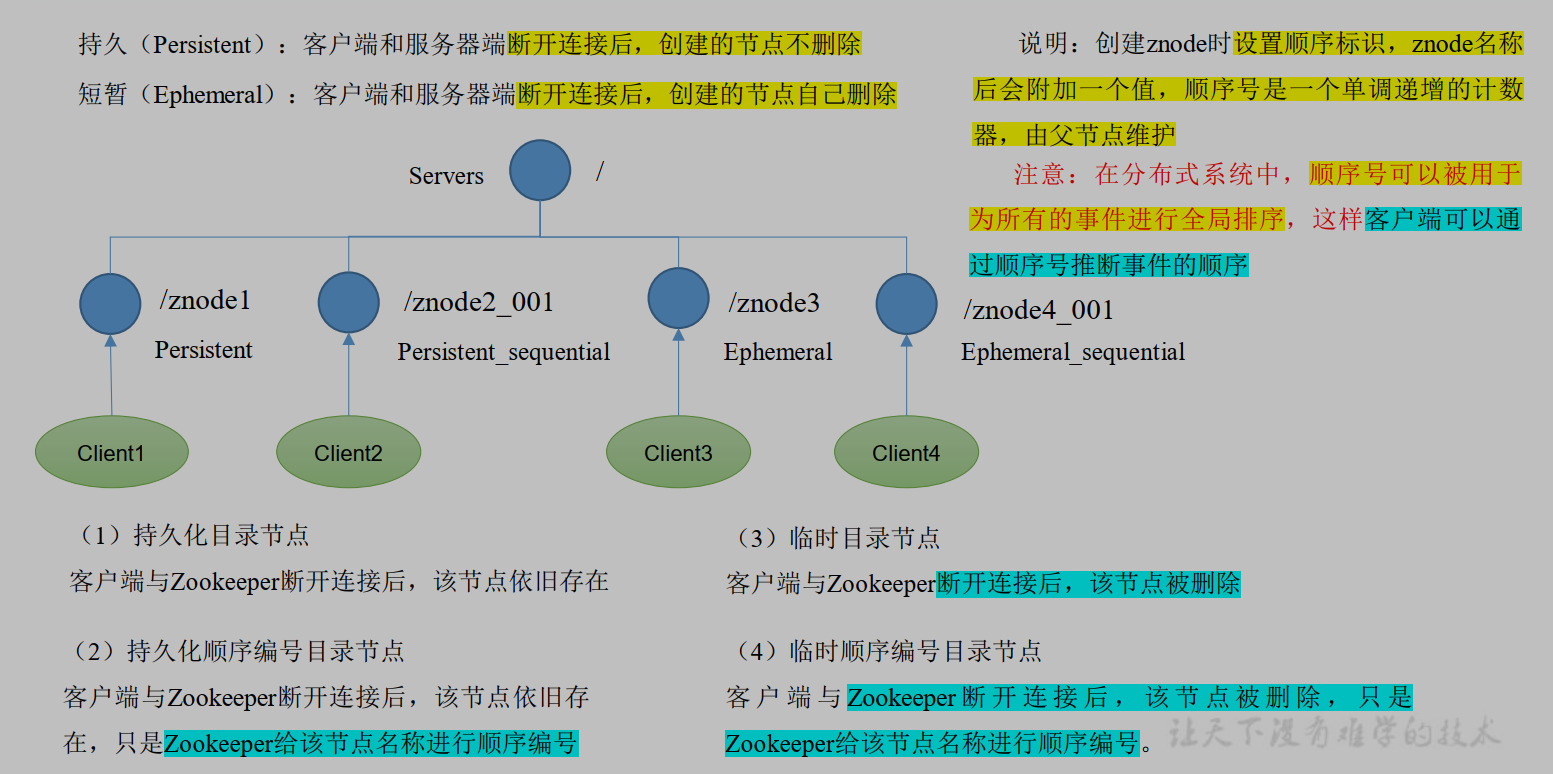 持久（Persistent）：客户端和服务器端断开连接后，创建的节点不删除
短暂（Ephemeral）：客户端和服务器端断开连接后，创建的节点自己删除
说明：创建znode时设置顺序标识，znode名称
后会附加一个值，顺序号是一个单调递增的计数
器，由父节点维护
注意：在分布式系统中，顺序号可以被用于
为所有的事件进行全局排序，这样客户端可以通
过顺序号推断事件的顺序
Servers
/
/znode1
Persistent
/znode2_001
Persistent_sequential
/znode3
Ephemeral
/znode4_001
Ephemeral_sequential
Client1
Client2
Client3
Client4
（1）持久化目录节点
客户端与Zookeeper断开连接后，该节点依旧存在
（2）持久化顺序编号目录节点
客户端与Zookeeper断开连接后，该节点依旧存
在，只是Zookeeper给该节点名称进行顺序编号
（3）临时目录节点
客户端与Zookeeper断开连接后，该节点被删除
（4）临时顺序编号目录节点
客户端与Zookeeper断开连接后，该节点被删除，只是
Zookeeper给该节点名称进行顺序编号。
让天下没有难学的技术